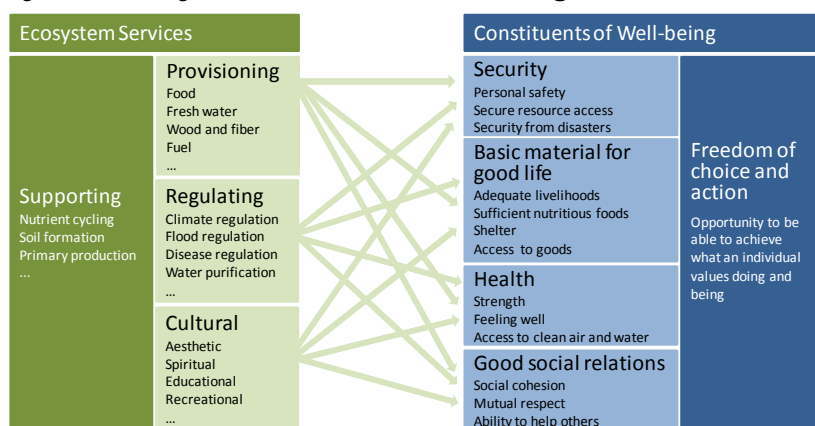 Ecosystem Services
Supporting
Nutrient cycling
Soil formation
Primary production
...
Provisioning
Food
Fresh water
Wood and fiber
Fuel
...
Regulating
Climate regulation
Flood regulation
Disease regulation
Water purification
...
Cultural
Aesthetic
Spiritual
Educational
Recreational
...
Constituents of Well-being
Security
Personal safety
Secure resource access
Security from disasters
Basic material for
good life
Adequate livelihoods
Sufficient nutritious foods
Shelter
Access to goods
Health
Strength
Feeling well
Access to clean air and water
Good social relations
Social cohesion
Mutual respect
Ability to help others
Freedom of
choice and
action
Opportunity to be
able to achieve
what an individual
values doing and
being